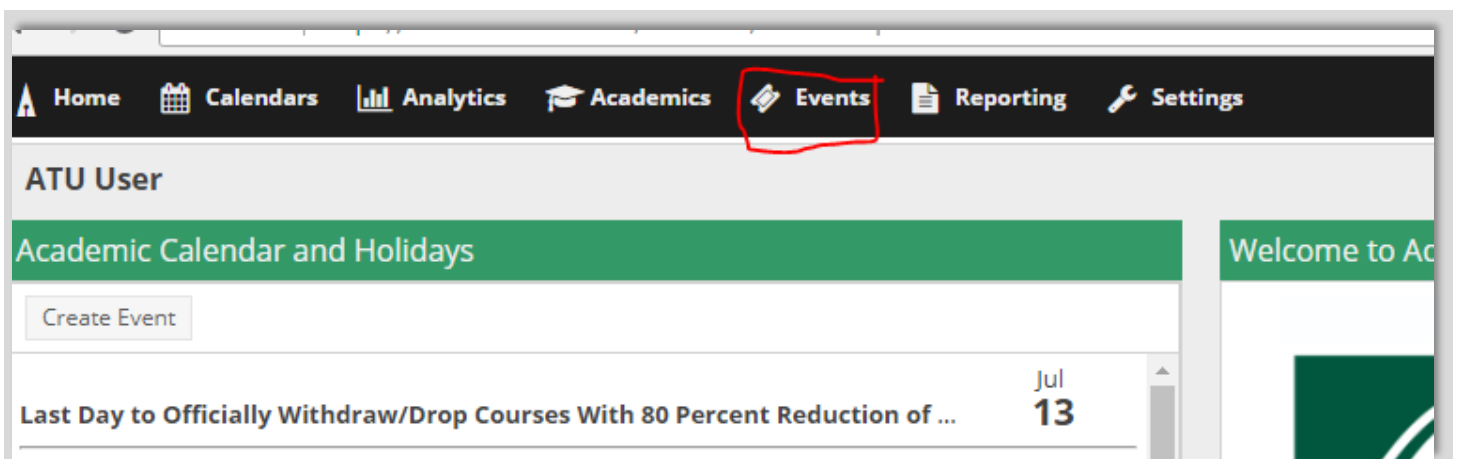 Home Calendars Analytics Academics Events Reporting Settings
ATU User
Academic Calendar and Holidays
Welcome to
Create Event
Jul
Last Day to Officially Withdraw/Drop Courses With 80 Percent Reduction of ...
13